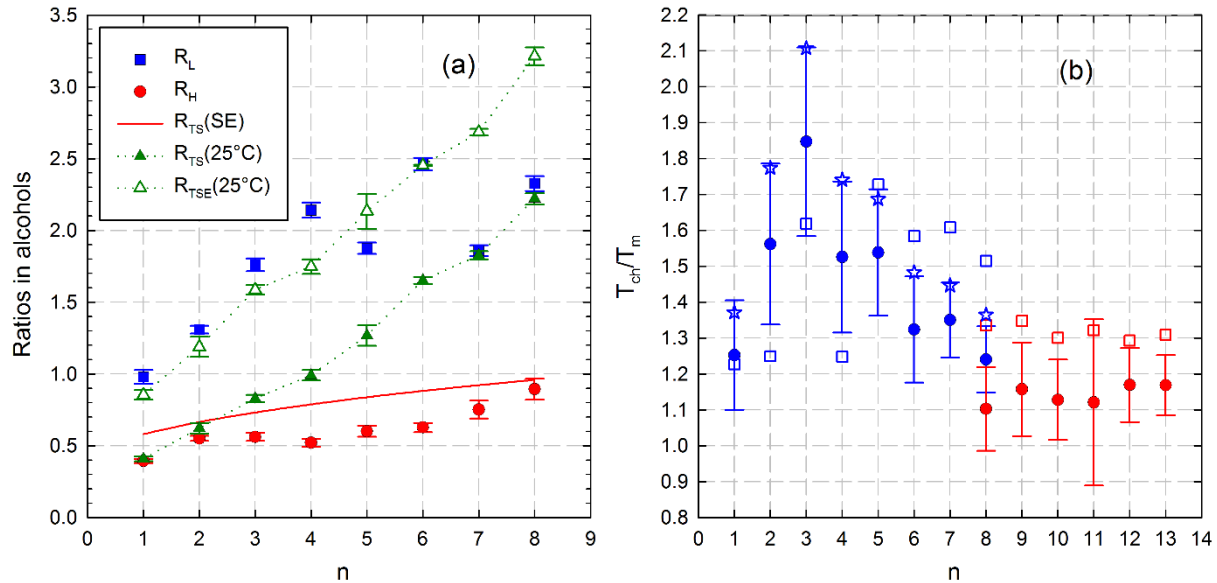 3.5
3.0
2.5
2.0
1.5
1.0
0.5
0.0
Ratios in alcohols
R_L
R_H
R_TS(SE)
R_TS(25°C)
R_TSE(25°C)
(a)
0 1 2 3 4 5 6 7 8 9
n
2.2
2.1
2.0
1.9
1.8
1.7
1.6
1.5
1.4
1.3
1.2
1.1
1.0
0.9
0.8
T_ch/T_m
(b)
0 1 2 3 4 5 6 7 8 9 10 11 12 13 14
n